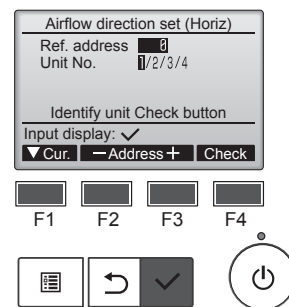 Airflow direction set (Horiz)
Ref. address 0
Unit No. 1/2/3/4
Identify unit Check button
Input display: ✓
▼ Cur. －Address＋ Check
F1 F2 F3 F4